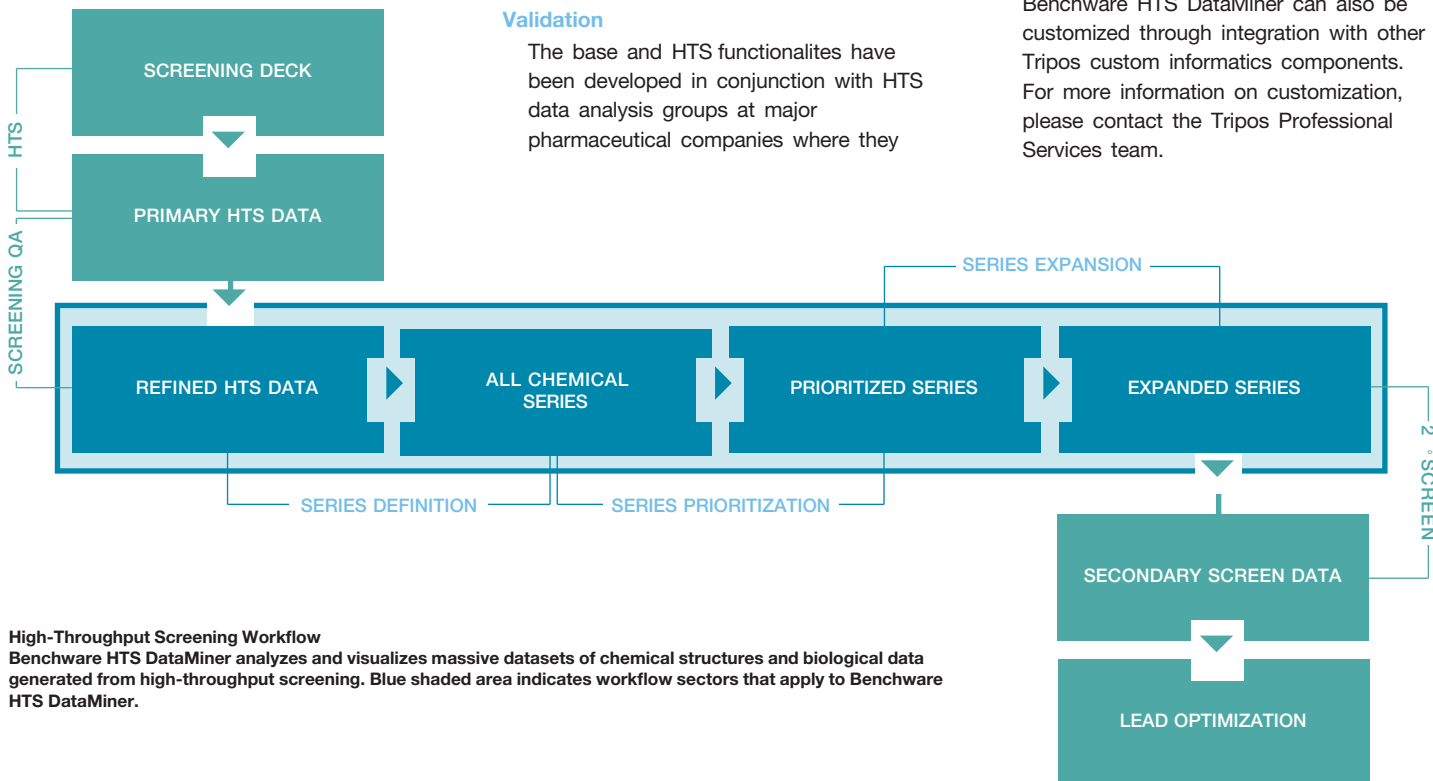 Validation
The base and HTS functionalites have
been developed in conjunction with HTS
data analysis groups at major
pharmaceutical companies where they
Benchware HTS DataMiner can also be
customized through integration with other
Tripos custom informatics components.
For more information on customization,
please contact the Tripos Professional
Services team.
SCREENING DECK
HTS
PRIMARY HTS DATA
SCREENING QA
SERIES EXPANSION
REFINED HTS DATA
ALL CHEMICAL
SERIES
PRIORITIZED SERIES
EXPANDED SERIES
2 ° SCREEN
SERIES DEFINITION
SERIES PRIORITIZATION
SECONDARY SCREEN DATA
LEAD OPTIMIZATION
High-Throughput Screening Workflow
Benchware HTS DataMiner analyzes and visualizes massive datasets of chemical structures and biological data
generated from high-throughput screening. Blue shaded area indicates workflow sectors that apply to Benchware
HTS DataMiner.